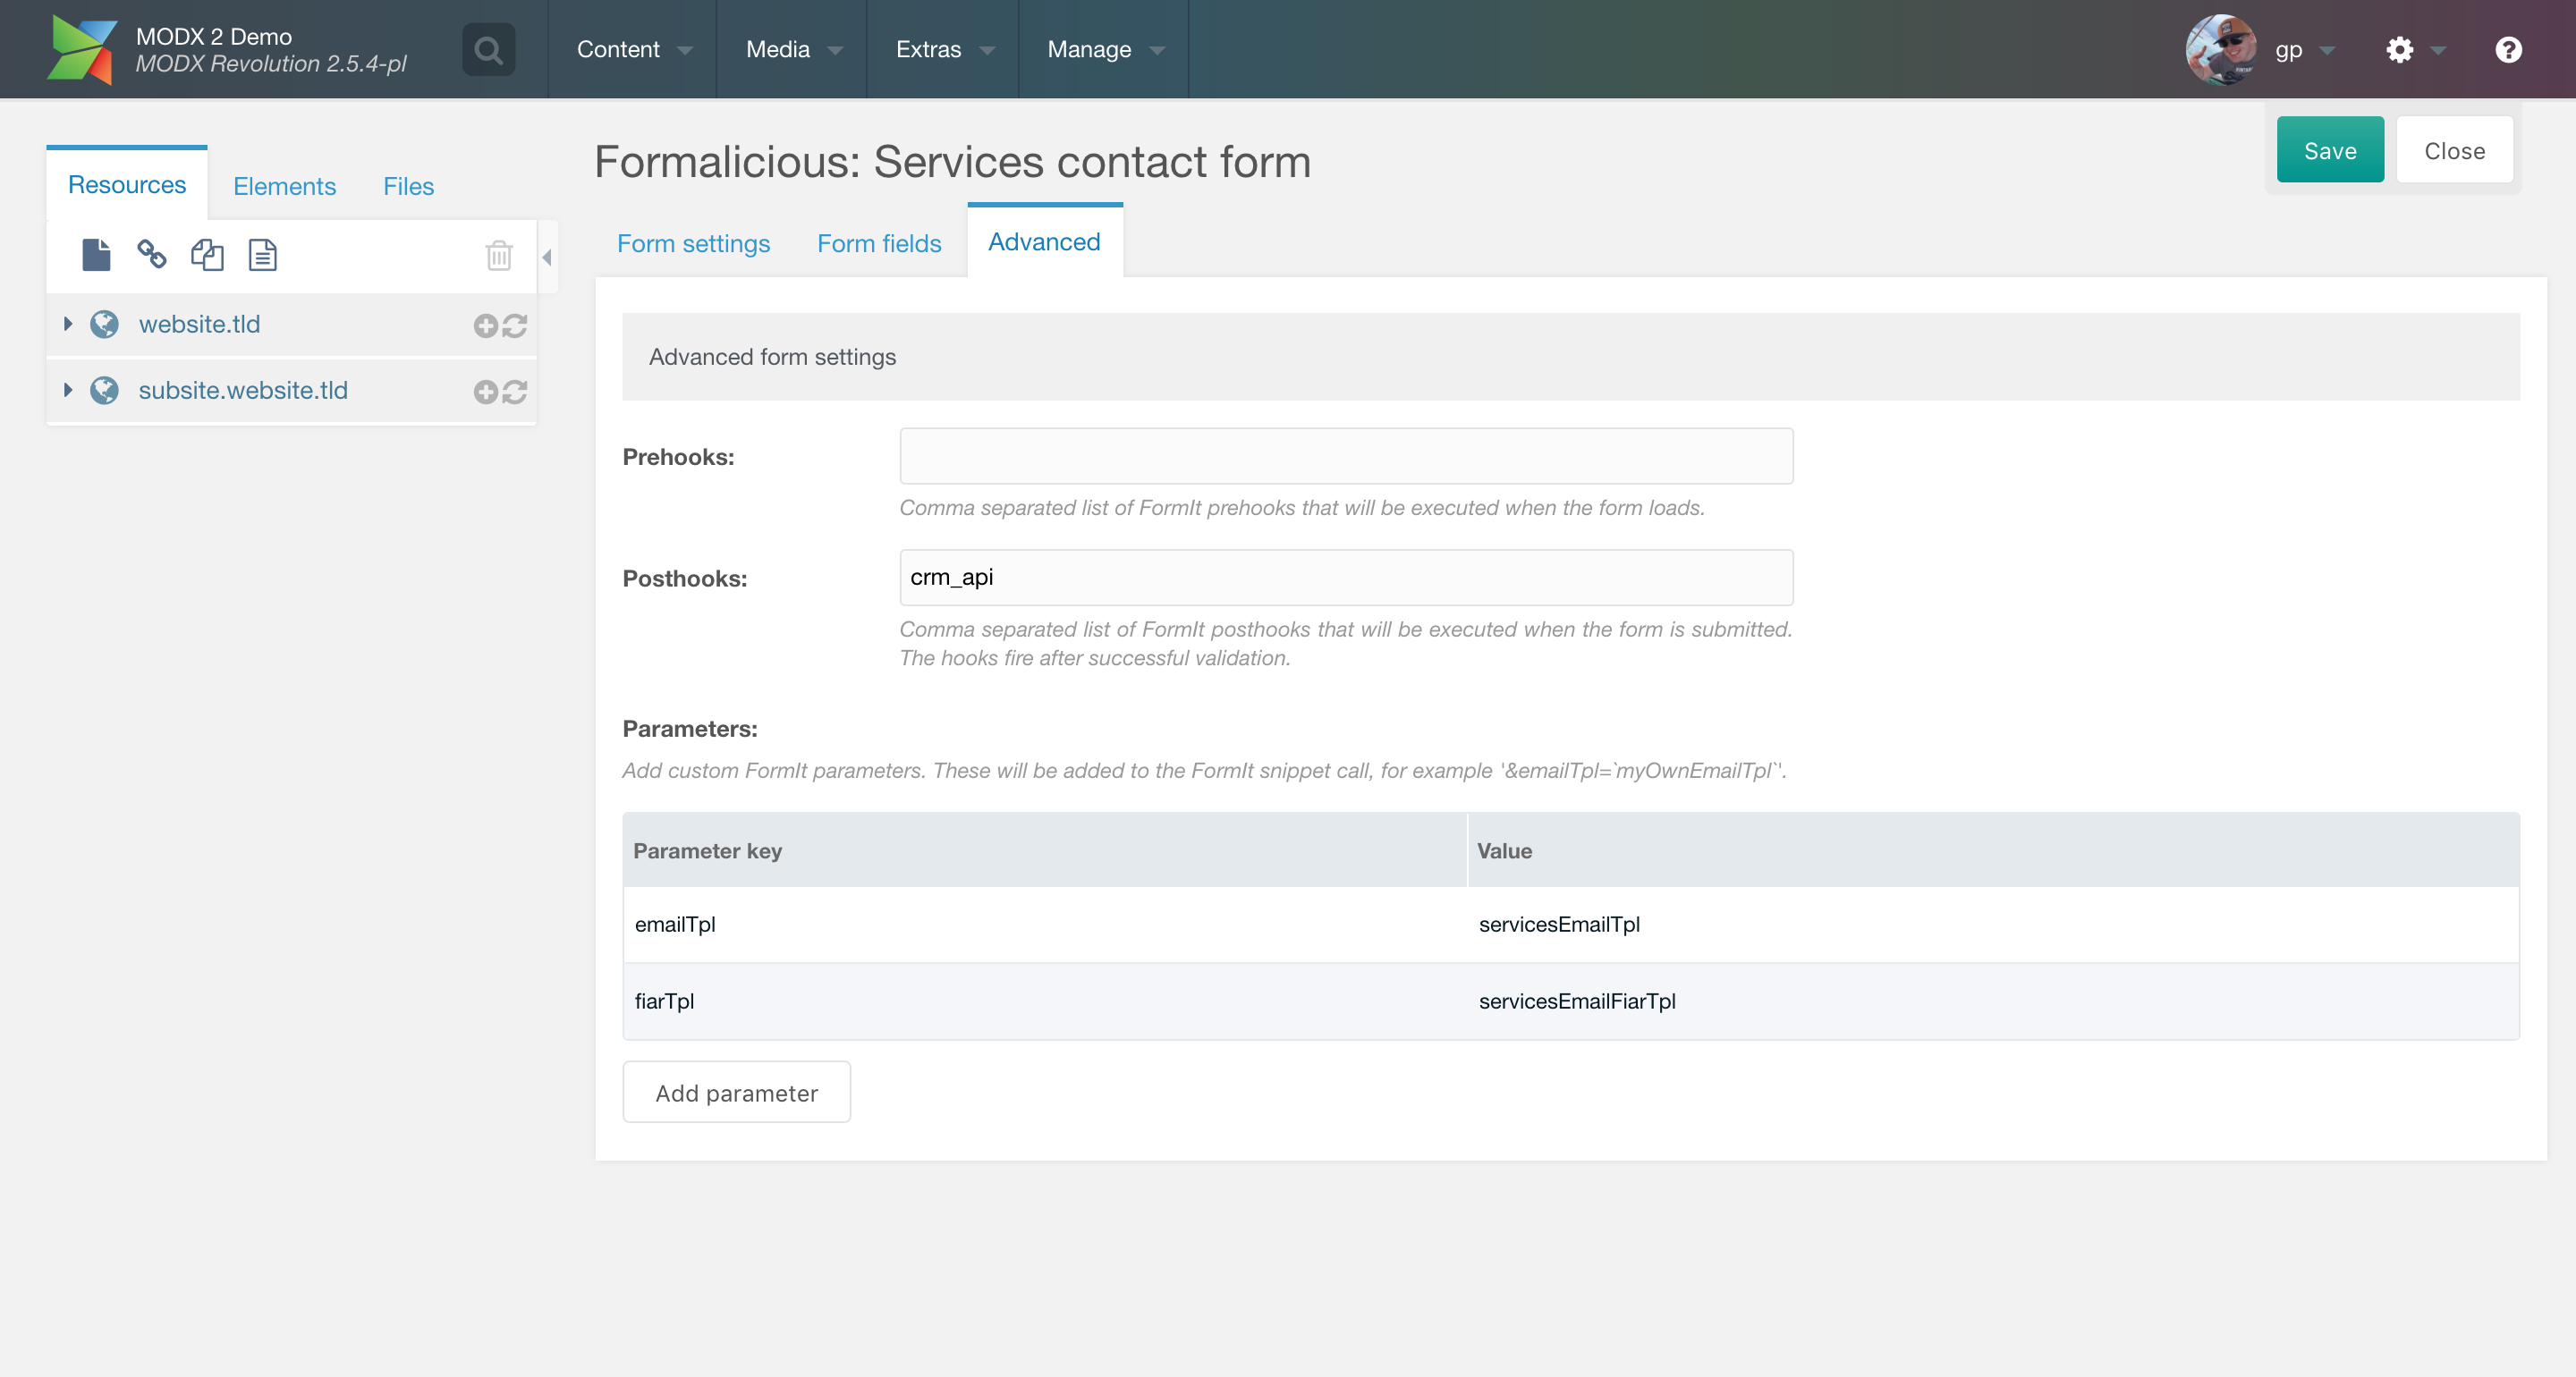 MODX 2 Demo
MODX Revolution 2.5.4-pl
Content
Media
Extras
Manage
gp
Resources
Elements
Files
website.tld
subsite.website.tld
Formalicious: Services contact form
Save
Close
Form settings
Form fields
Advanced
Advanced form settings
Prehooks:
Comma separated list of FormIt prehooks that will be executed when the form loads.
Posthooks:
crm_api
Comma separated list of FormIt posthooks that will be executed when the form is submitted.
The hooks fire after successful validation.
Parameters:
Add custom FormIt parameters. These will be added to the FormIt snippet call, for example '&emailTpl=`myOwnEmailTpl`'.
Parameter key
Value
emailTpl
servicesEmailTpl
fiarTpl
servicesEmailFiarTpl
Add parameter